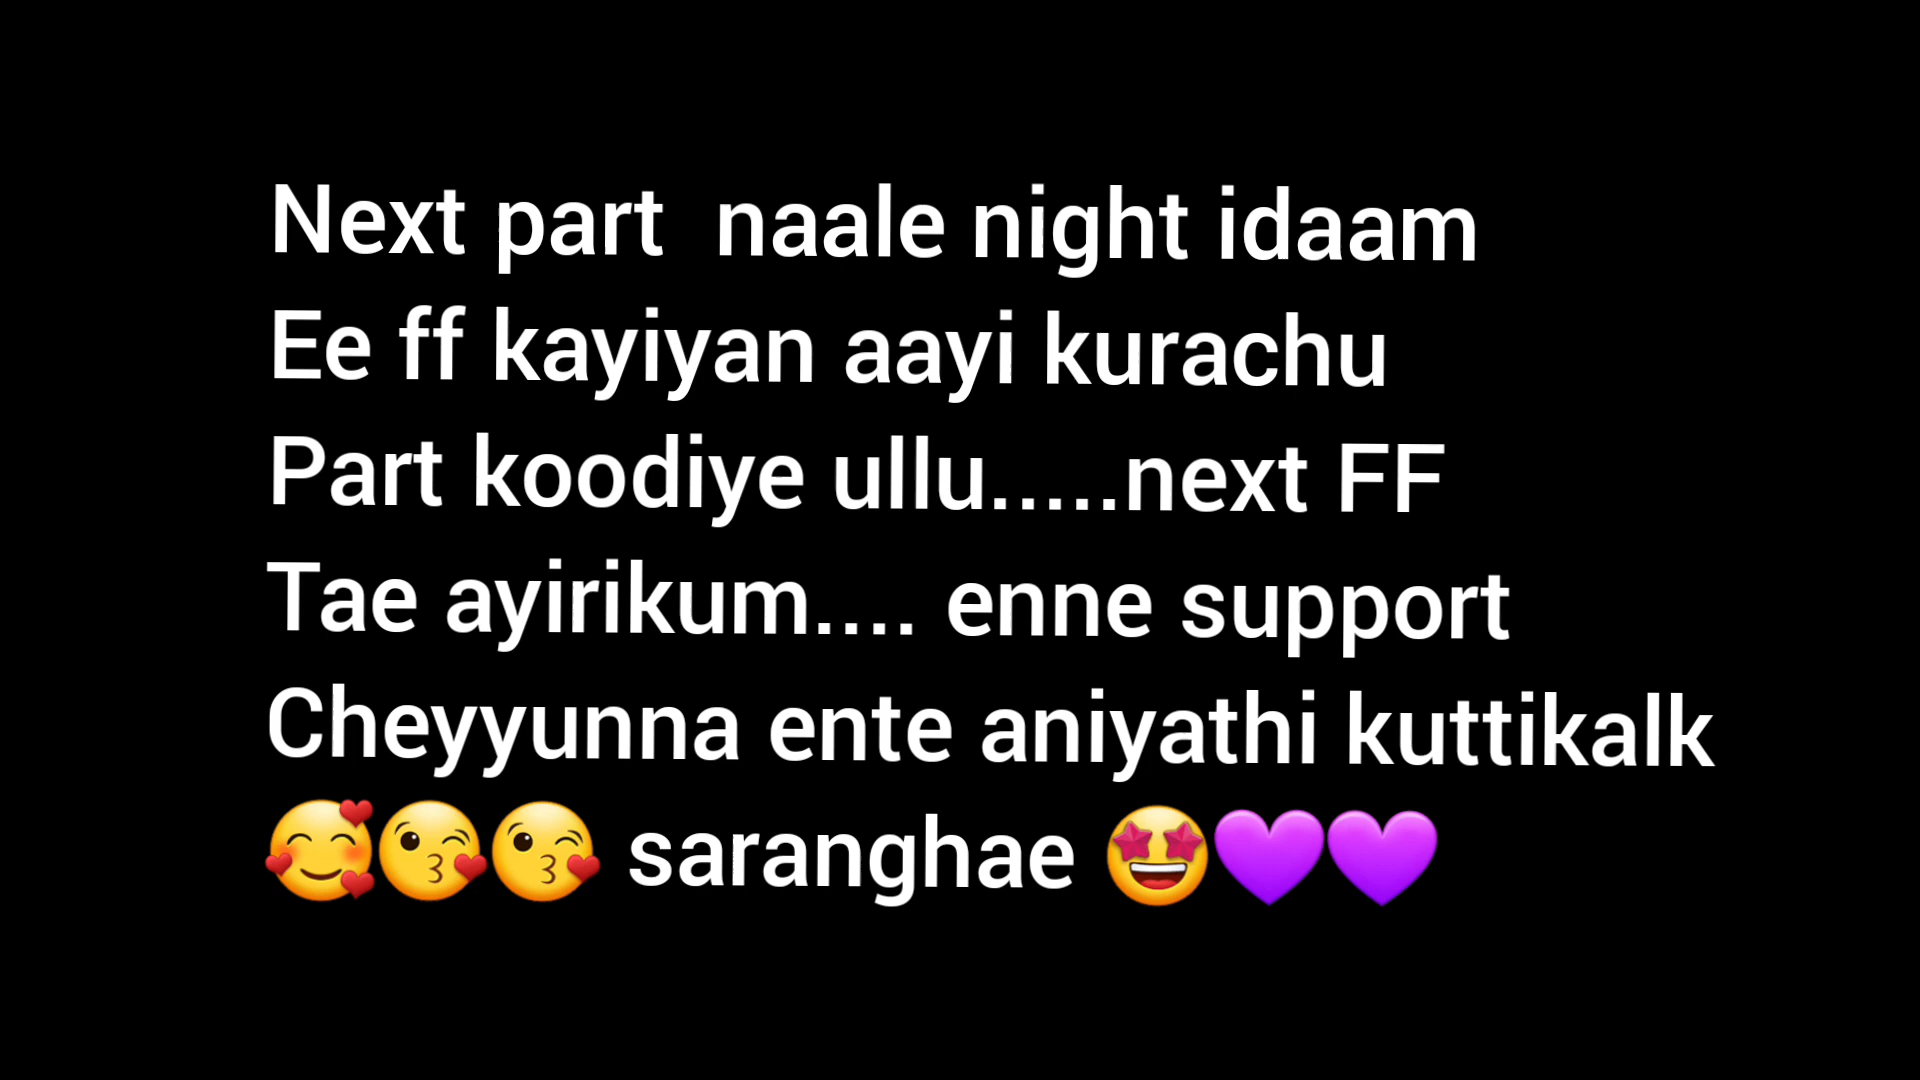 Next part  naale night idaam
Ee ff kayiyan aayi kurachu
Part koodiye ullu.....next FF
Tae ayirikum.... enne support
Cheyyunna ente aniyathi kuttikalk
🥰😘😘 saranghae 🤩💜💜